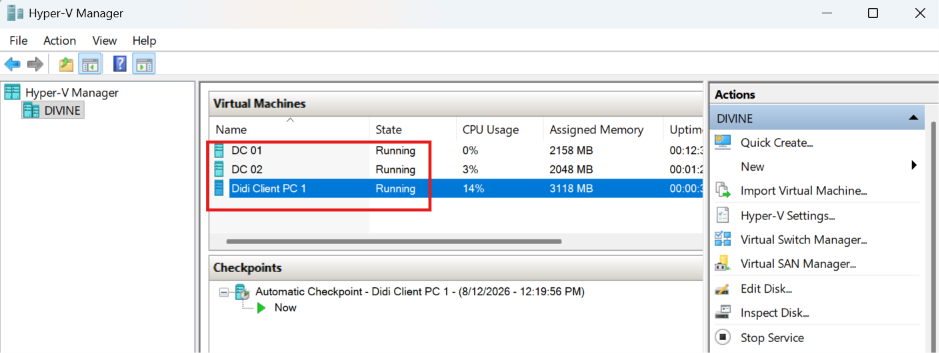 Hyper-V Manager
File Action View Help
Hyper-V Manager
DIVINE
Virtual Machines
Name State CPU Usage Assigned Memory
DC 01 Running 0% 2158 MB
DC 02 Running 3% 2048 MB
Didi Client PC 1 Running 14% 3118 MB
Checkpoints
Automatic Checkpoint - Didi Client PC 1 - (8/12/2026 - 12:19:56 PM)
Now
Actions
DIVINE
Quick Create...
New
Import Virtual Machine...
Hyper-V Settings...
Virtual Switch Manager...
Virtual SAN Manager...
Edit Disk...
Inspect Disk...
Stop Service